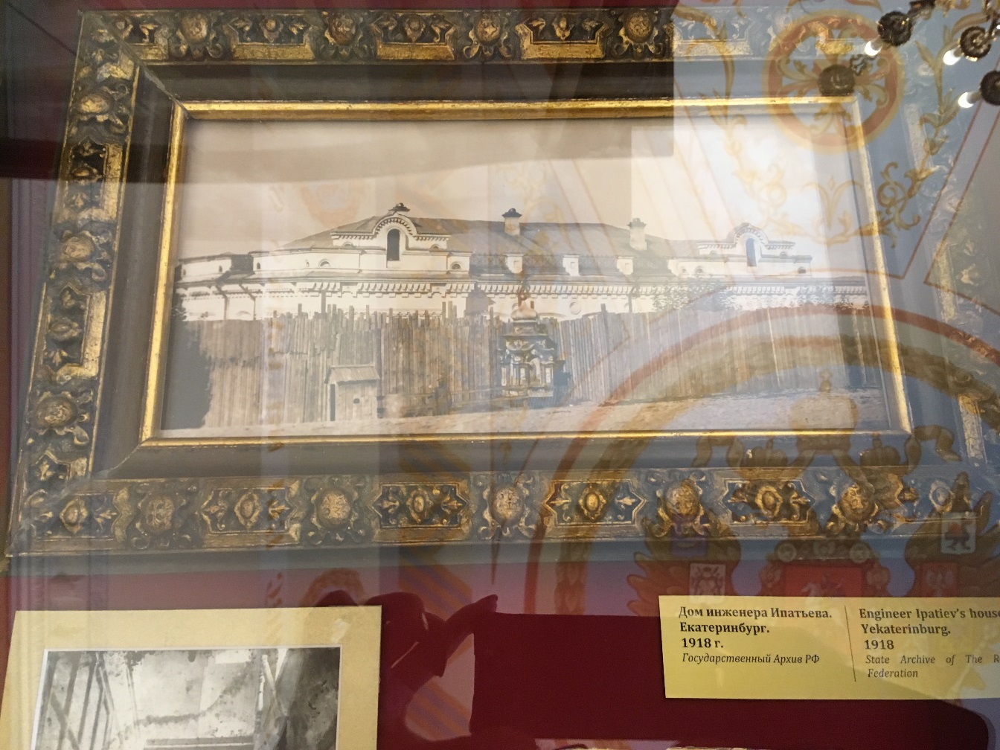 Дом инженера Ипатьева.
Екатеринбург.
1918 г.
Государственный Архив РФ
Engineer Ipatiev's house
Yekaterinburg.
1918
State Archive of The
Federation